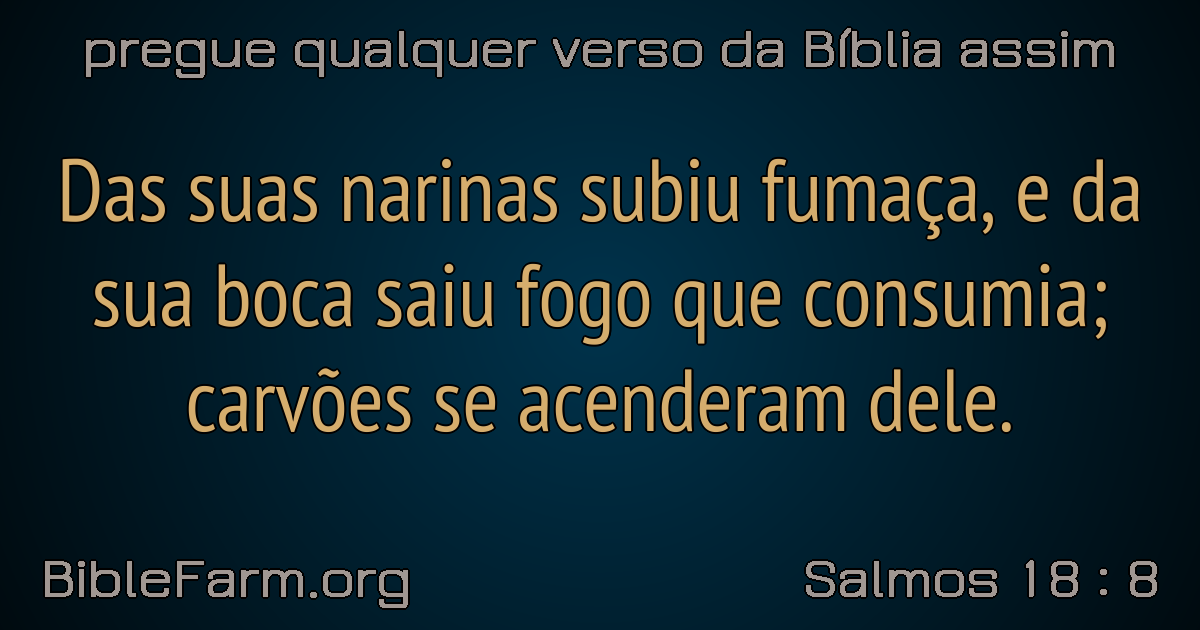 pregue qualquer verso da Bíblia assim
Das suas narinas subiu fumaça, e da
sua boca saiu fogo que consumia;
carvões se acenderam dele.
BibleFarm.org
Salmos 18 : 8